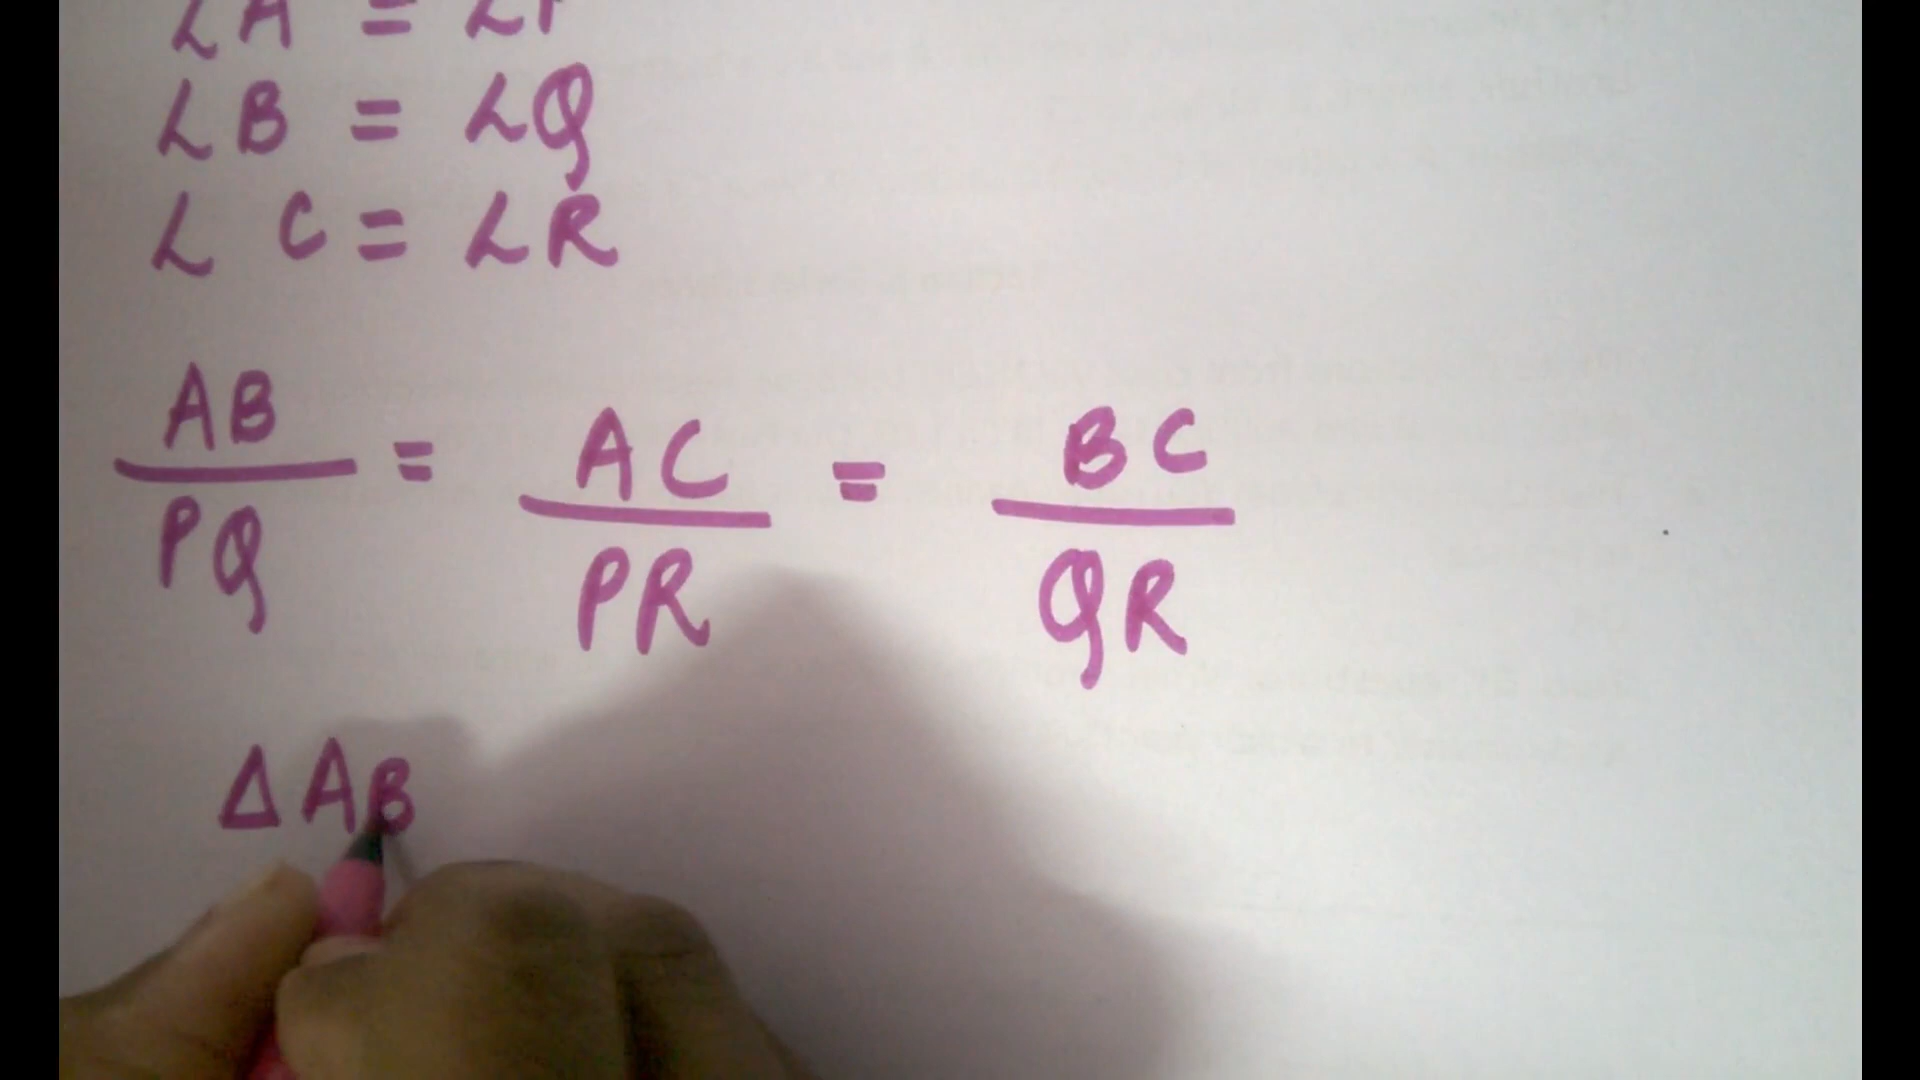 ∠A = ∠P
∠B = ∠Q
∠C = ∠R
AB/PQ = AC/PR = BC/QR
ΔAB